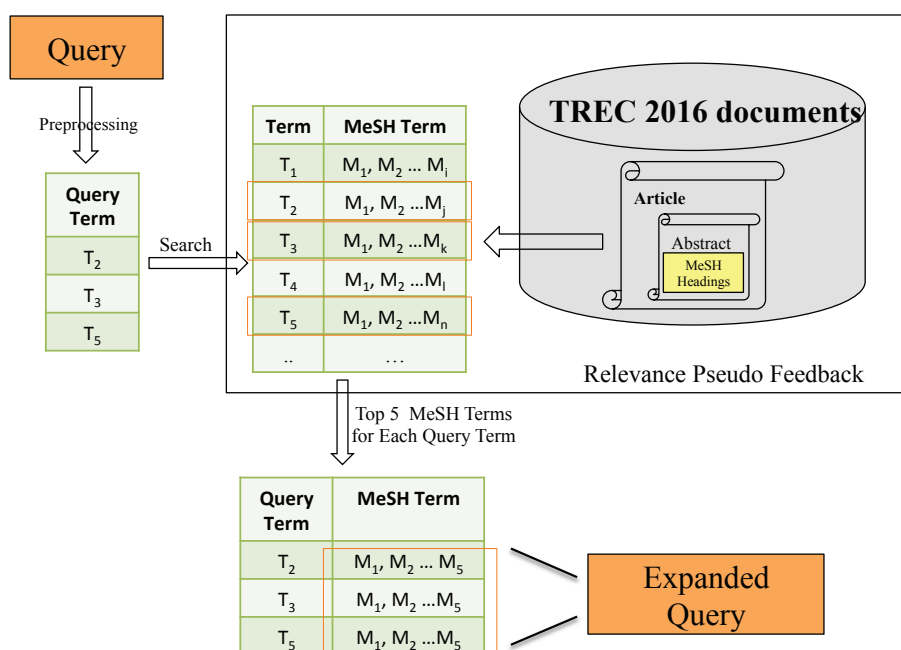 Query
Preprocessing
Query
Term
T2
T3
T5
Search
Term MeSH Term
T1 M1, M2 ... Mi
T2 M1, M2 ...Mj
T3 M1, M2 ...Mk
T4 M1, M2 ...Ml
T5 M1, M2 ...Mn
.. ...
TREC 2016 documents
Article
Abstract
MeSH
Headings
Relevance Pseudo Feedback
Top 5 MeSH Terms
for Each Query Term
Query MeSH Term
Term
T2 M1, M2 ... M5
T3 M1, M2 ...M5
T5 M1, M2 ...M5
Expanded
Query